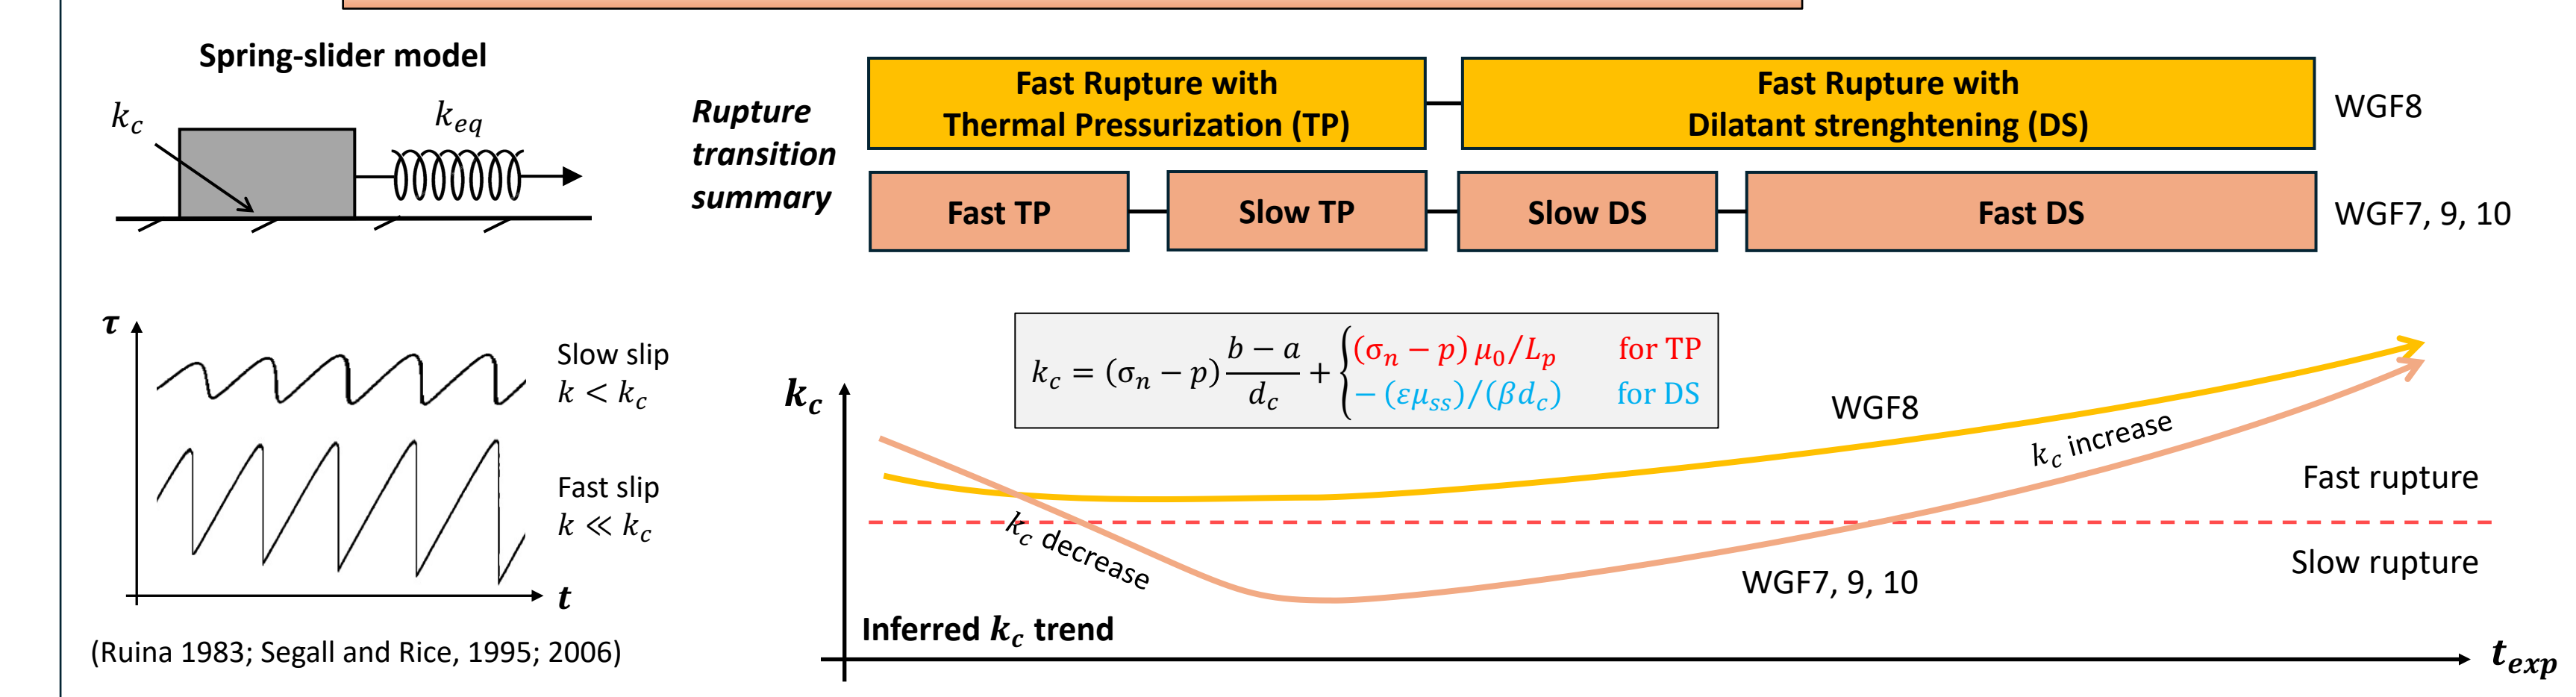 Spring-slider model
k_c
k_eq
Rupture
transition
summary
Fast Rupture with
Thermal Pressurization (TP)
Fast Rupture with
Dilatant strenghtening (DS)
WGF8
Fast TP
Slow TP
Slow DS
Fast DS
WGF7, 9, 10
τ
Slow slip
k < k_c
Fast slip
k ≪ k_c
t
(Ruina 1983; Segall and Rice, 1995; 2006)
k_c = (σ_n − p) (b − a)/d_c + { (σ_n − p) μ_0/L_p for TP
− (εμ_ss)/(βd_c) for DS
k_c
WGF8
k_c increase
Fast rupture
k_c decrease
Slow rupture
WGF7, 9, 10
Inferred k_c trend
t_exp